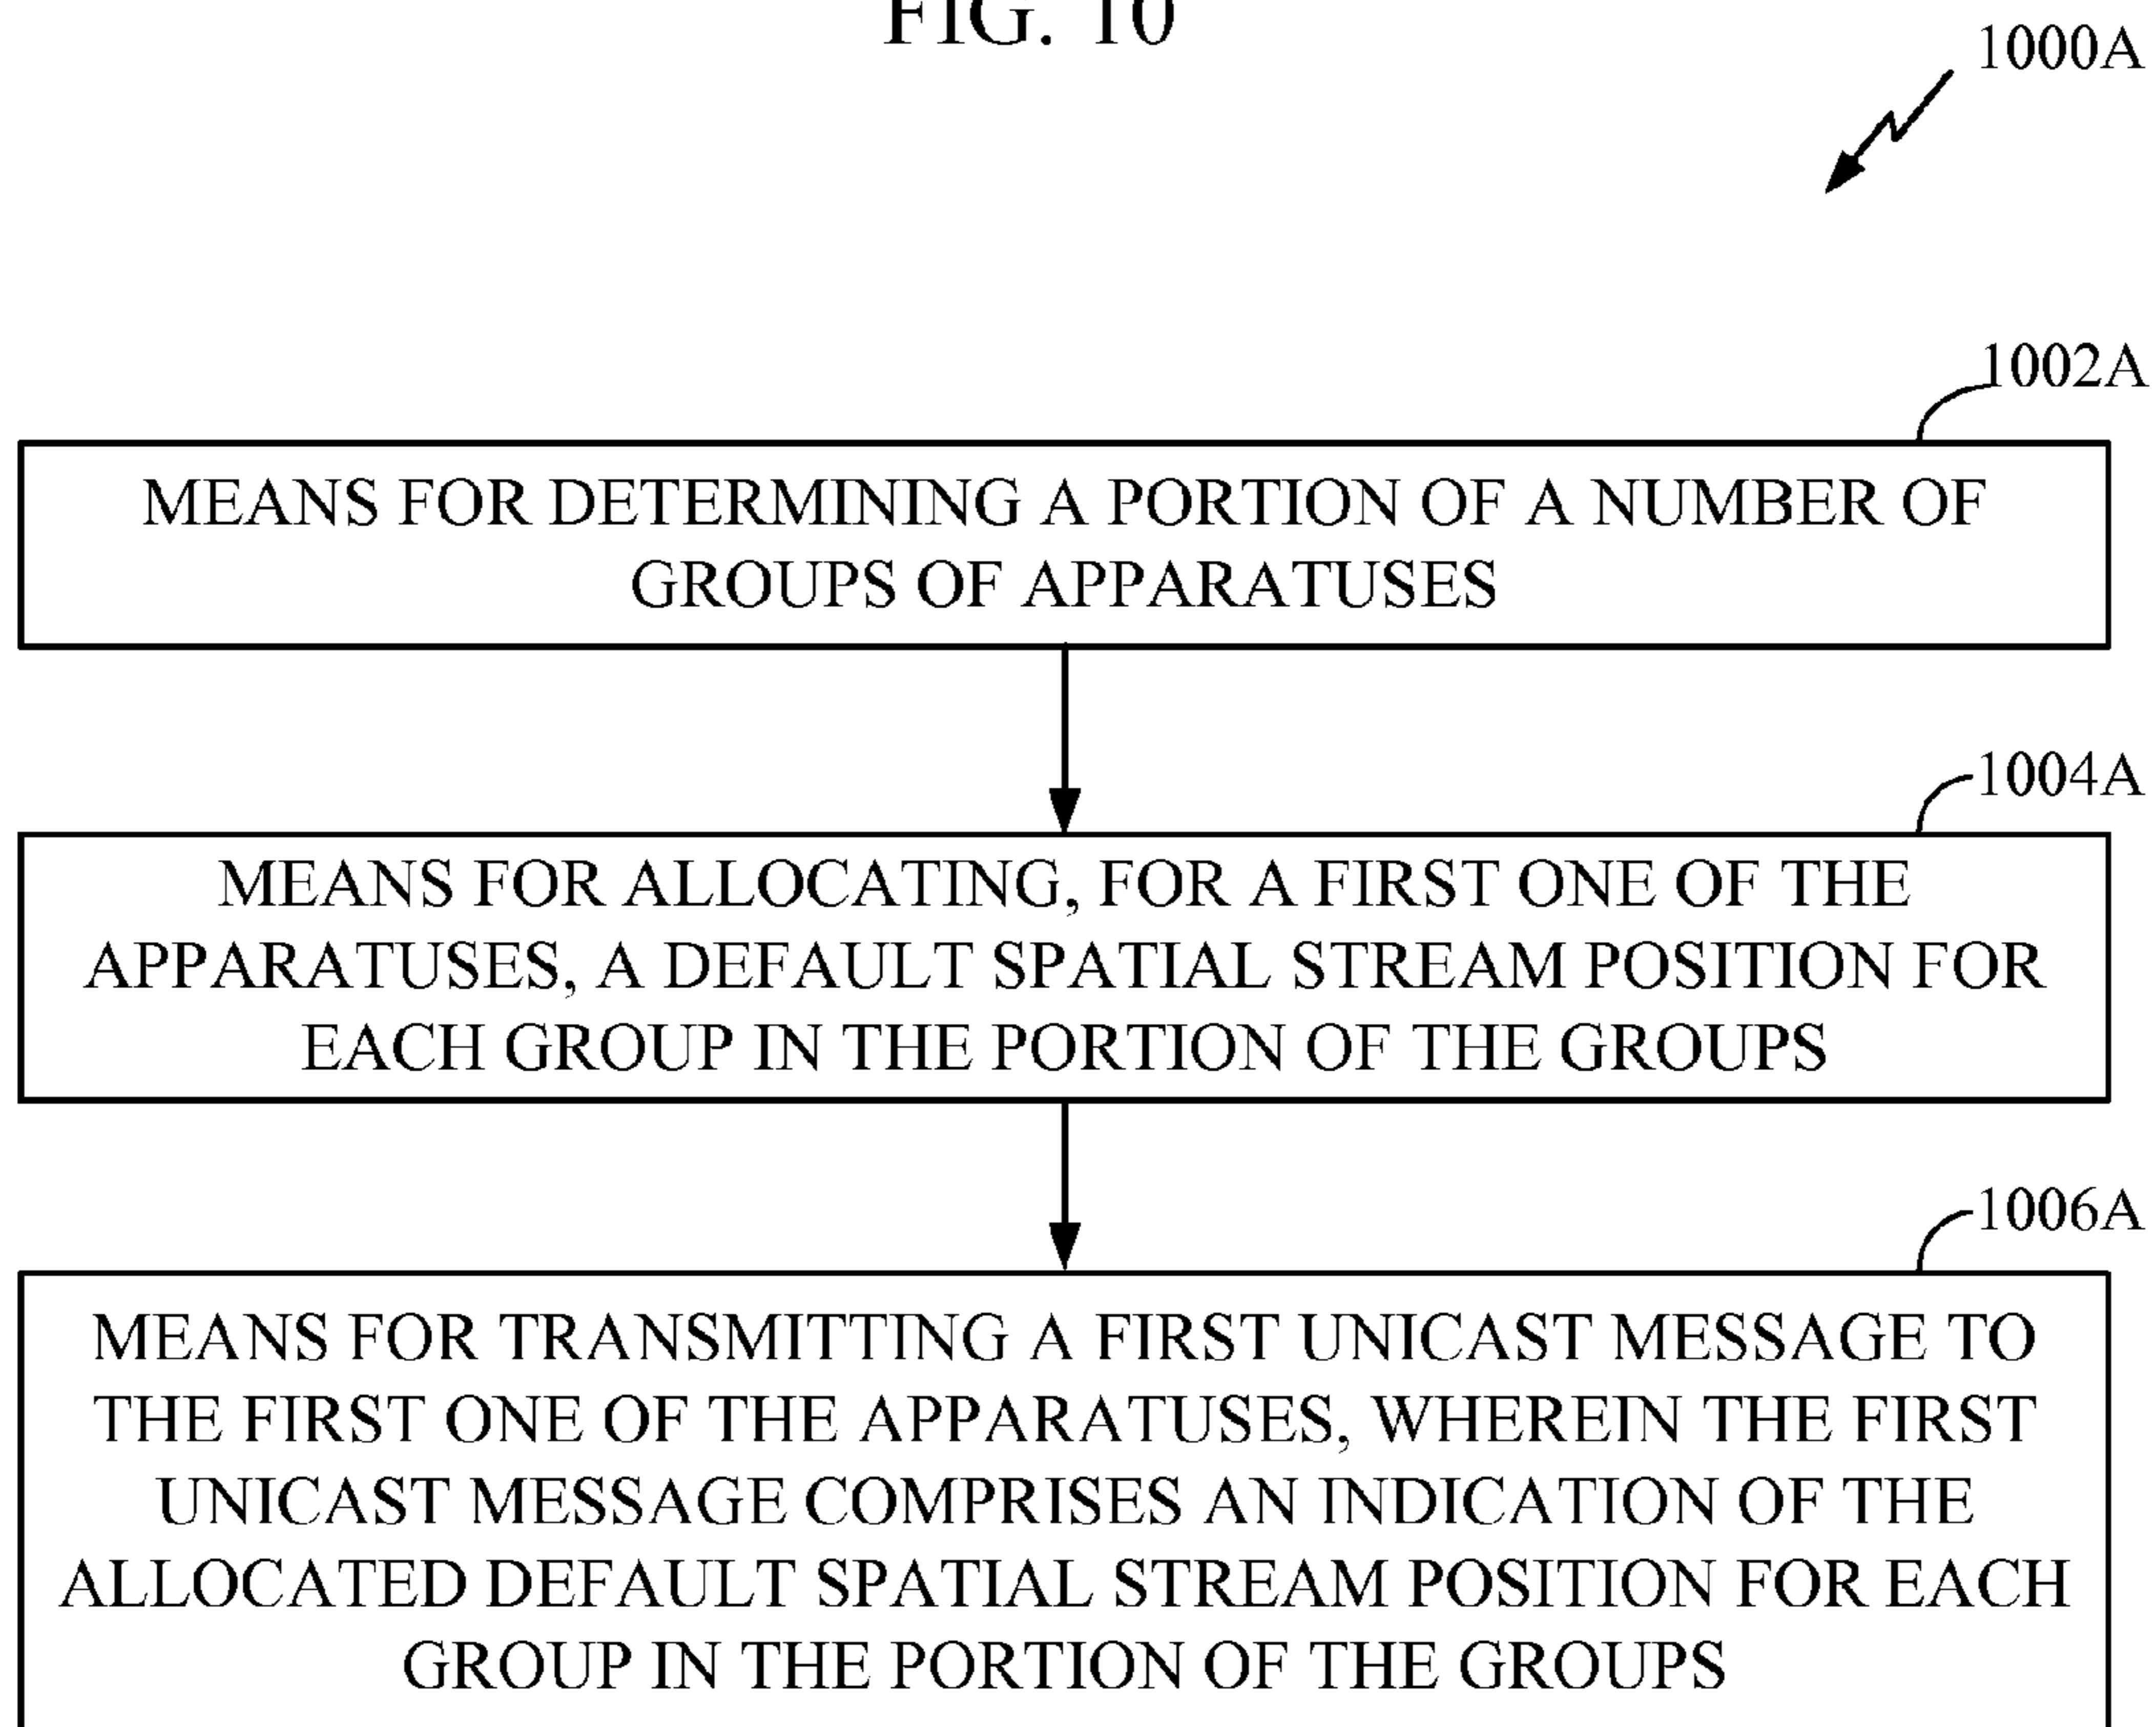 FIG. 10
1000A
1002A
MEANS FOR DETERMINING A PORTION OF A NUMBER OF
GROUPS OF APPARATUSES
1004A
MEANS FOR ALLOCATING, FOR A FIRST ONE OF THE
APPARATUSES, A DEFAULT SPATIAL STREAM POSITION FOR
EACH GROUP IN THE PORTION OF THE GROUPS
1006A
MEANS FOR TRANSMITTING A FIRST UNICAST MESSAGE TO
THE FIRST ONE OF THE APPARATUSES, WHEREIN THE FIRST
UNICAST MESSAGE COMPRISES AN INDICATION OF THE
ALLOCATED DEFAULT SPATIAL STREAM POSITION FOR EACH
GROUP IN THE PORTION OF THE GROUPS